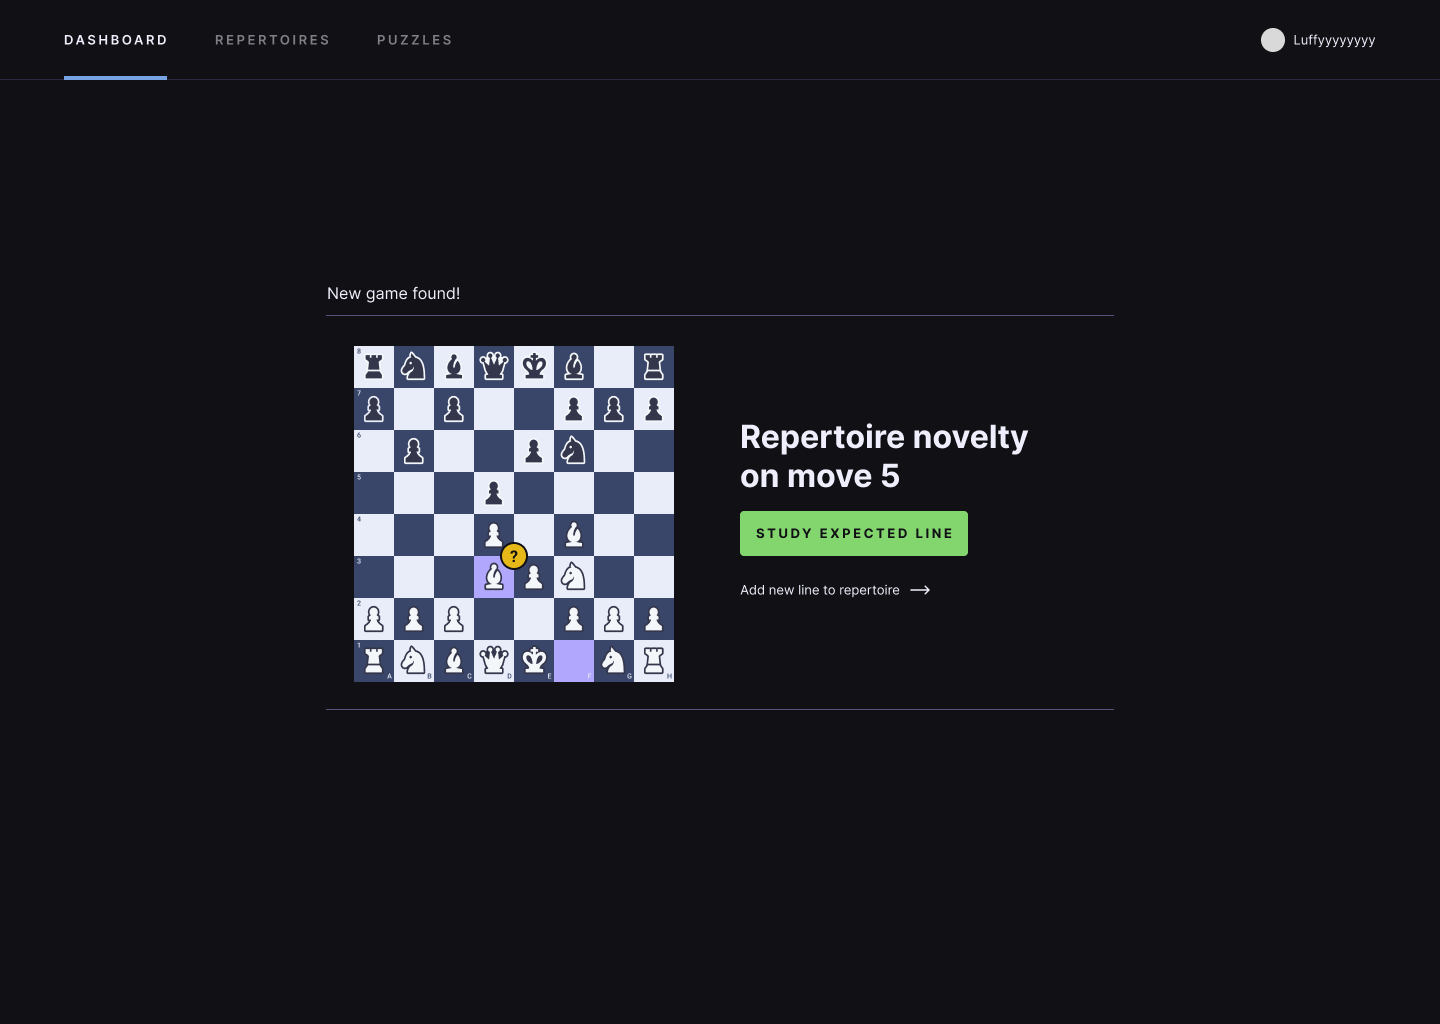 DASHBOARD
REPERTOIRES
PUZZLES
Luffyyyyyyyy
New game found!
8
7
6
5
4
3
2
1
A
B
C
D
E
F
G
H
?
Repertoire novelty
on move 5
STUDY EXPECTED LINE
Add new line to repertoire